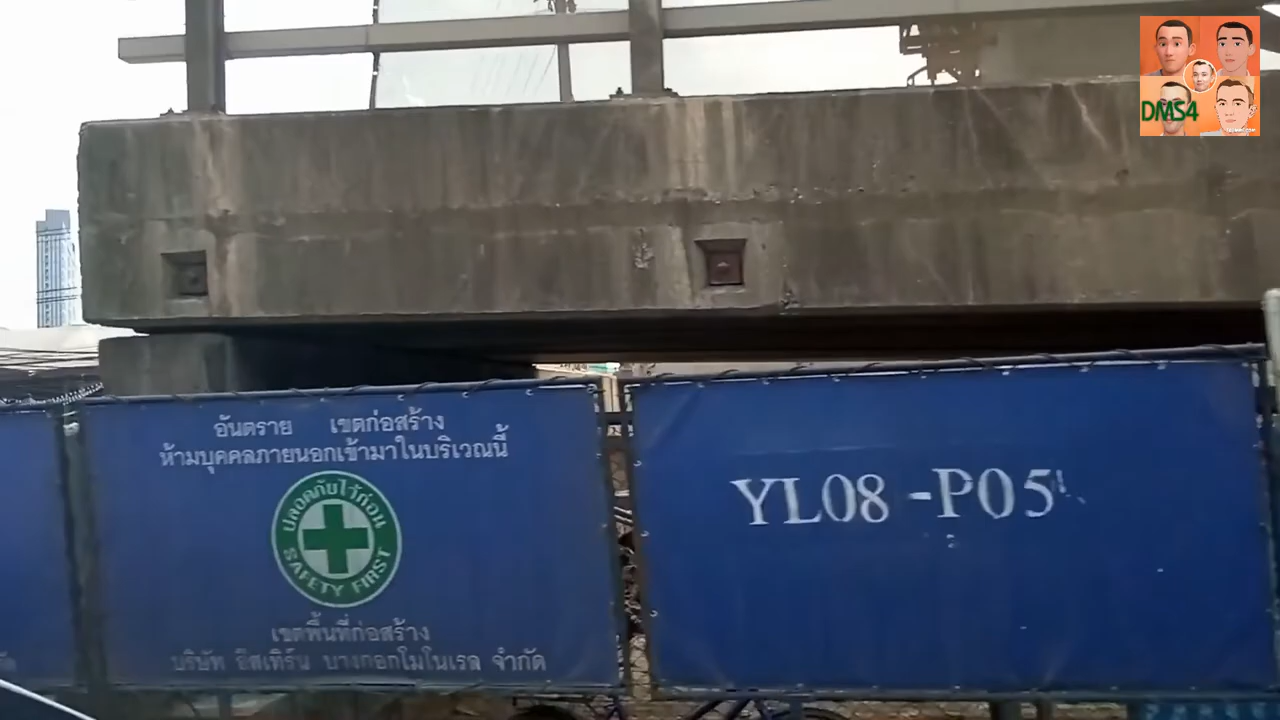 DMS4
อันตราย เขตก่อสร้าง
ห้ามบุคคลภายนอกเข้ามาในบริเวณนี้
ปลอดภัยไว้ก่อน
SAFETY FIRST
เขตพื้นที่ก่อสร้าง
บริษัท อีสเทิร์น บางกอกโมโนเรล จำกัด
YL08 -P05